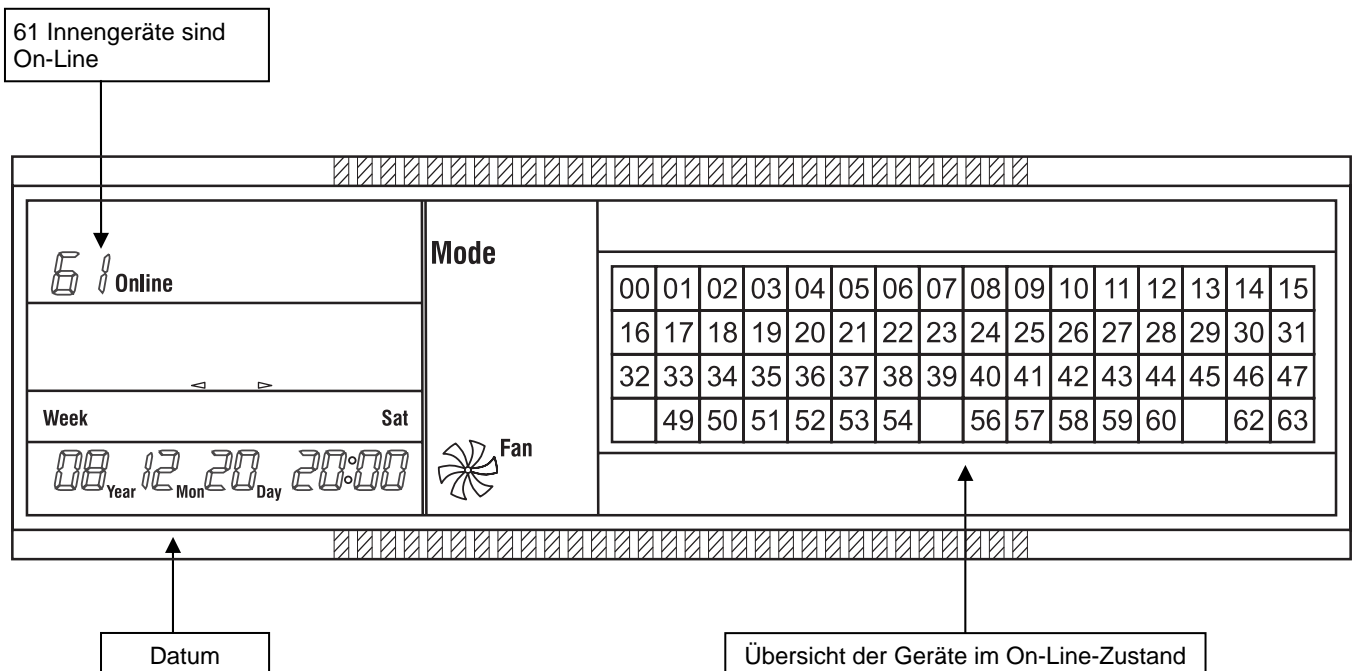 61 Innengeräte sind
On-Line
61 Online
Mode
00 01 02 03 04 05 06 07 08 09 10 11 12 13 14 15
16 17 18 19 20 21 22 23 24 25 26 27 28 29 30 31
32 33 34 35 36 37 38 39 40 41 42 43 44 45 46 47
49 50 51 52 53 54 56 57 58 59 60 62 63
Week Sat
Fan
08 Year 12 Mon 20 Day 20:00
Datum
Übersicht der Geräte im On-Line-Zustand